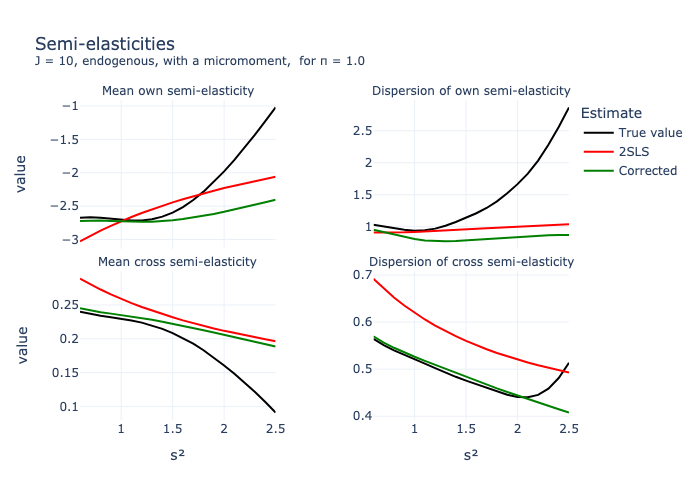 Semi-elasticities
J = 10, endogenous, with a micromoment,  for π = 1.0
Mean own semi-elasticity
Dispersion of own semi-elasticity
Estimate
True value
2SLS
Corrected
value
−1
−1.5
−2
−2.5
−3
2.5
2
1.5
1
Mean cross semi-elasticity
Dispersion of cross semi-elasticity
value
0.25
0.2
0.15
0.1
0.7
0.6
0.5
0.4
1 1.5 2 2.5
1 1.5 2 2.5
s²
s²